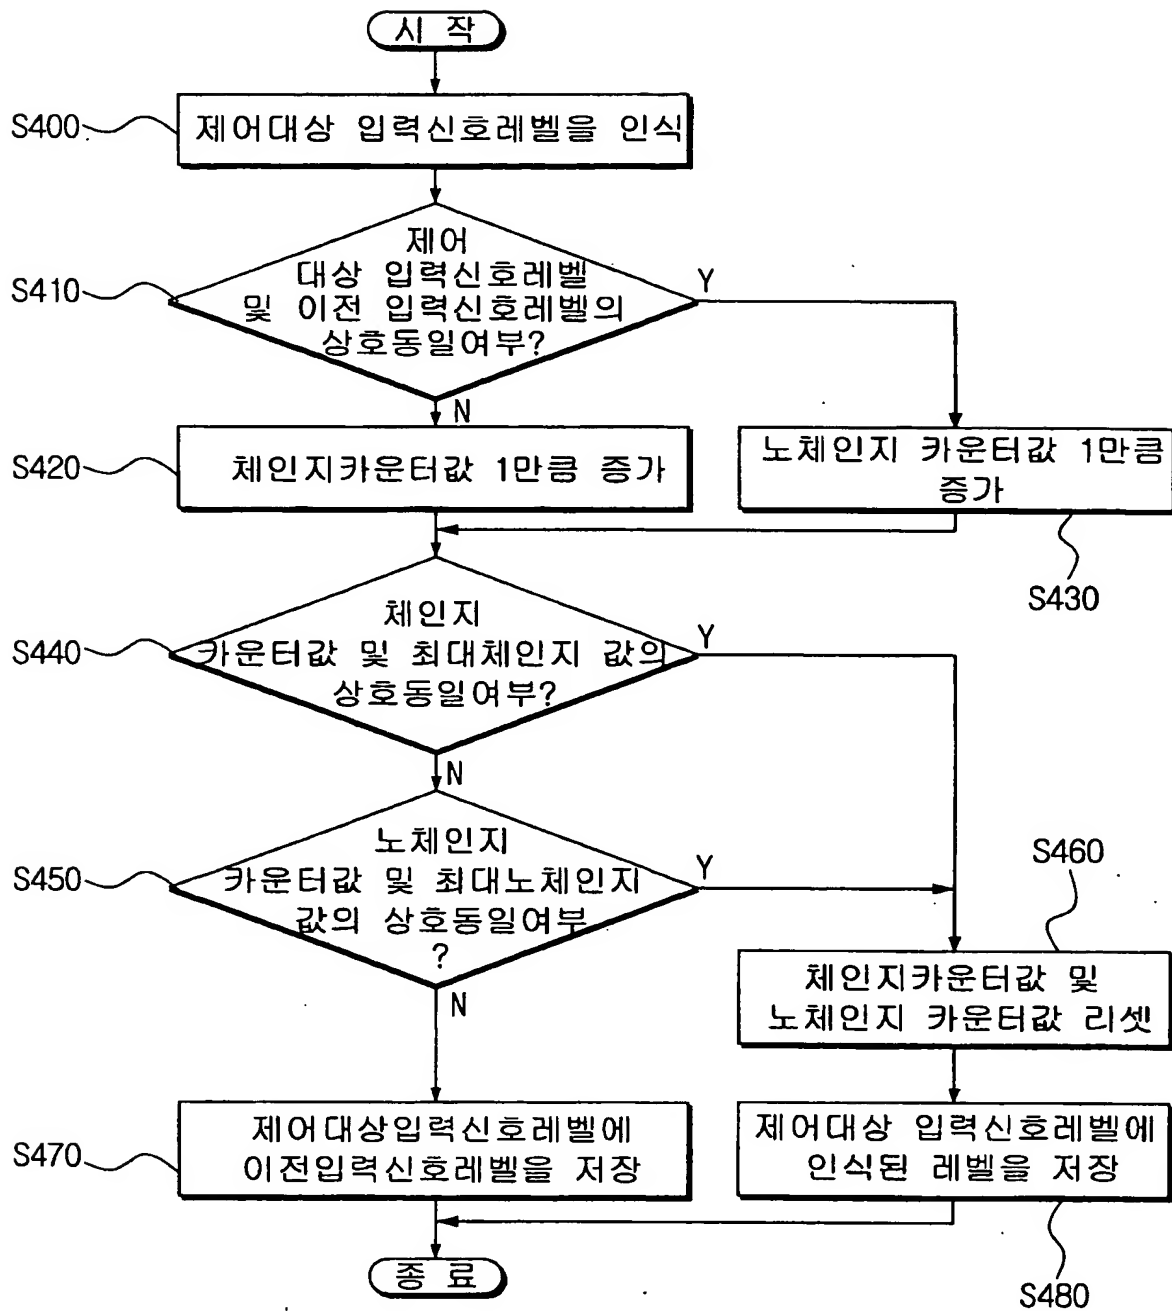 시 작
S400
제어대상 입력신호레벨을 인식
S410
제어
대상 입력신호레벨
및 이전 입력신호레벨의
상호동일여부?
Y
N
S420
체인지카운터값 1만큼 증가
노체인지 카운터값 1만큼
증가
S430
S440
체인지
카운터값 및 최대체인지 값의
상호동일여부?
Y
N
S450
노체인지
카운터값 및 최대노체인지
값의 상호동일여부
?
Y
N
S460
체인지카운터값 및
노체인지 카운터값 리셋
S470
제어대상입력신호레벨에
이전입력신호레벨을 저장
제어대상 입력신호레벨에
인식된 레벨을 저장
S480
종 료